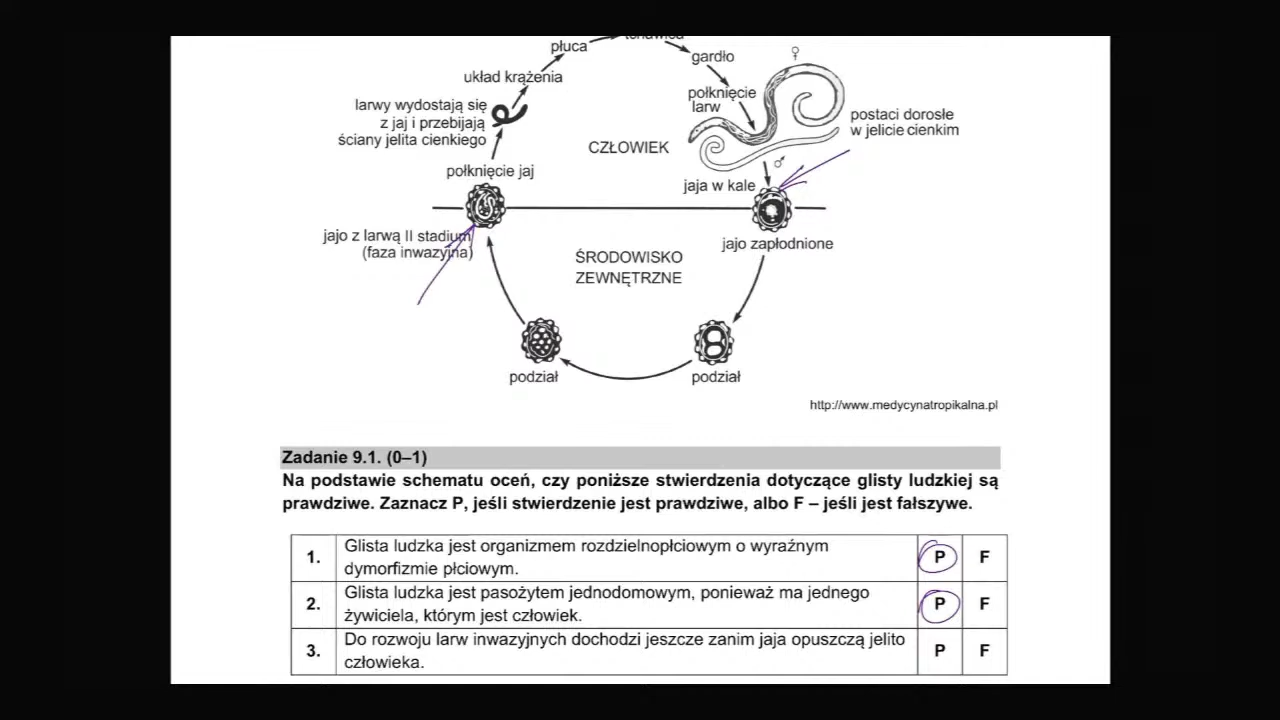 płuca
gardło
♀
układ krążenia
połknięcie
larw
larwy wydostają się
z jaj i przebijają
ściany jelita cienkiego
postaci dorosłe
w jelicie cienkim
CZŁOWIEK
♂
połknięcie jaj
jaja w kale
jajo z larwą II stadium
(faza inwazyjna)
jajo zapłodnione
ŚRODOWISKO
ZEWNĘTRZNE
podział
podział
http://www.medycynatropikalna.pl
Zadanie 9.1. (0–1)
Na podstawie schematu oceń, czy poniższe stwierdzenia dotyczące glisty ludzkiej są
prawdziwe. Zaznacz P, jeśli stwierdzenie jest prawdziwe, albo F – jeśli jest fałszywe.
1. Glista ludzka jest organizmem rozdzielnopłciowym o wyraźnym
dymorfizmie płciowym. P F
2. Glista ludzka jest pasożytem jednodomowym, ponieważ ma jednego
żywiciela, którym jest człowiek. P F
3. Do rozwoju larw inwazyjnych dochodzi jeszcze zanim jaja opuszczą jelito
człowieka. P F